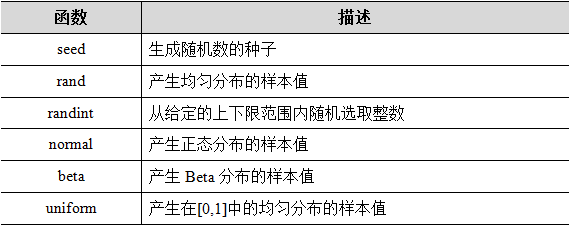 函数 描述
seed 生成随机数的种子
rand 产生均匀分布的样本值
randint 从给定的上下限范围内随机选取整数
normal 产生正态分布的样本值
beta 产生 Beta 分布的样本值
uniform 产生在[0,1]中的均匀分布的样本值